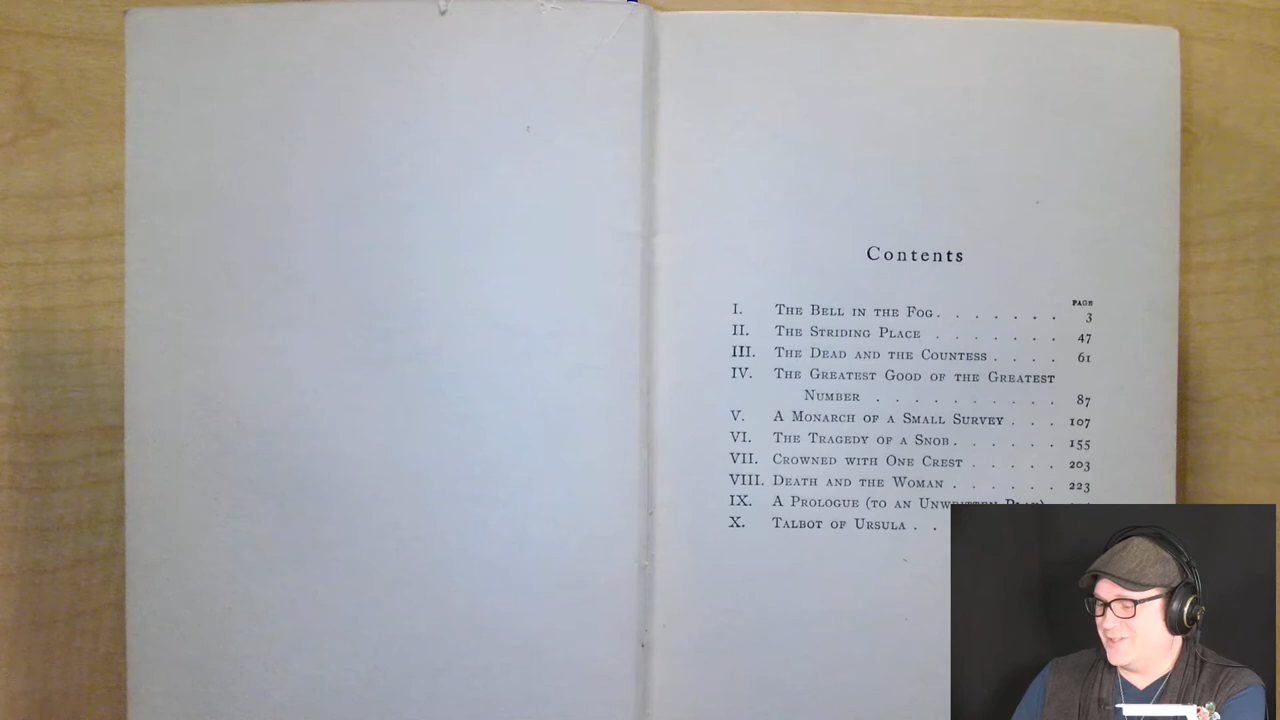 Contents
PAGE
I. THE BELL IN THE FOG . . . . . . . 3
II. THE STRIDING PLACE . . . . . . . 47
III. THE DEAD AND THE COUNTESS . . . . 61
IV. THE GREATEST GOOD OF THE GREATEST
NUMBER . . . . . . . . . . 87
V. A MONARCH OF A SMALL SURVEY . . . 107
VI. THE TRAGEDY OF A SNOB . . . . . . 155
VII. CROWNED WITH ONE CREST . . . . . 203
VIII. DEATH AND THE WOMAN . . . . . . 223
IX. A PROLOGUE (TO AN UNWRITTEN PLAY)
X. TALBOT OF URSULA . .